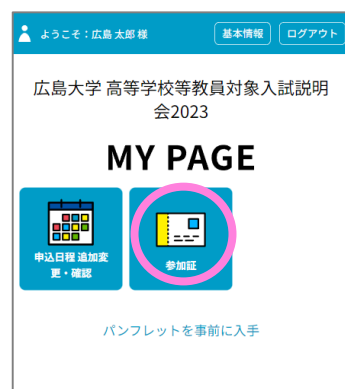 ようこそ：広島 太郎 様
基本情報
ログアウト
広島大学 高等学校等教員対象入試説明
会2023
MY PAGE
申込日程 追加変
更・確認
参加証
パンフレットを事前に入手